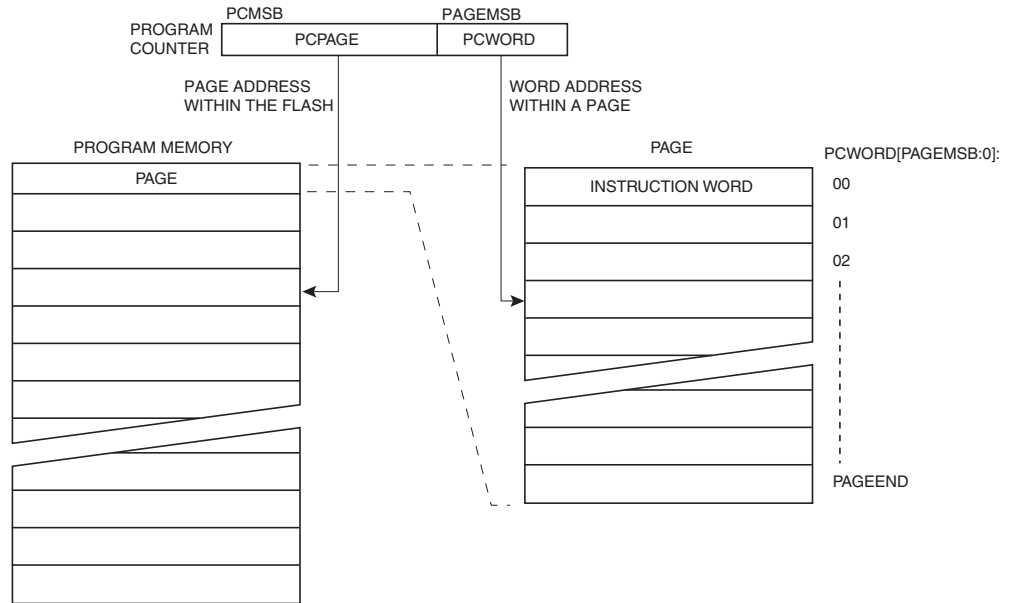 PCMSB PAGEMSB
PROGRAM COUNTER
PCPAGE PCWORD
PAGE ADDRESS
WITHIN THE FLASH
WORD ADDRESS
WITHIN A PAGE
PROGRAM MEMORY
PAGE
PAGE
INSTRUCTION WORD
PCWORD[PAGEMSB:0]:
00
01
02
PAGEEND